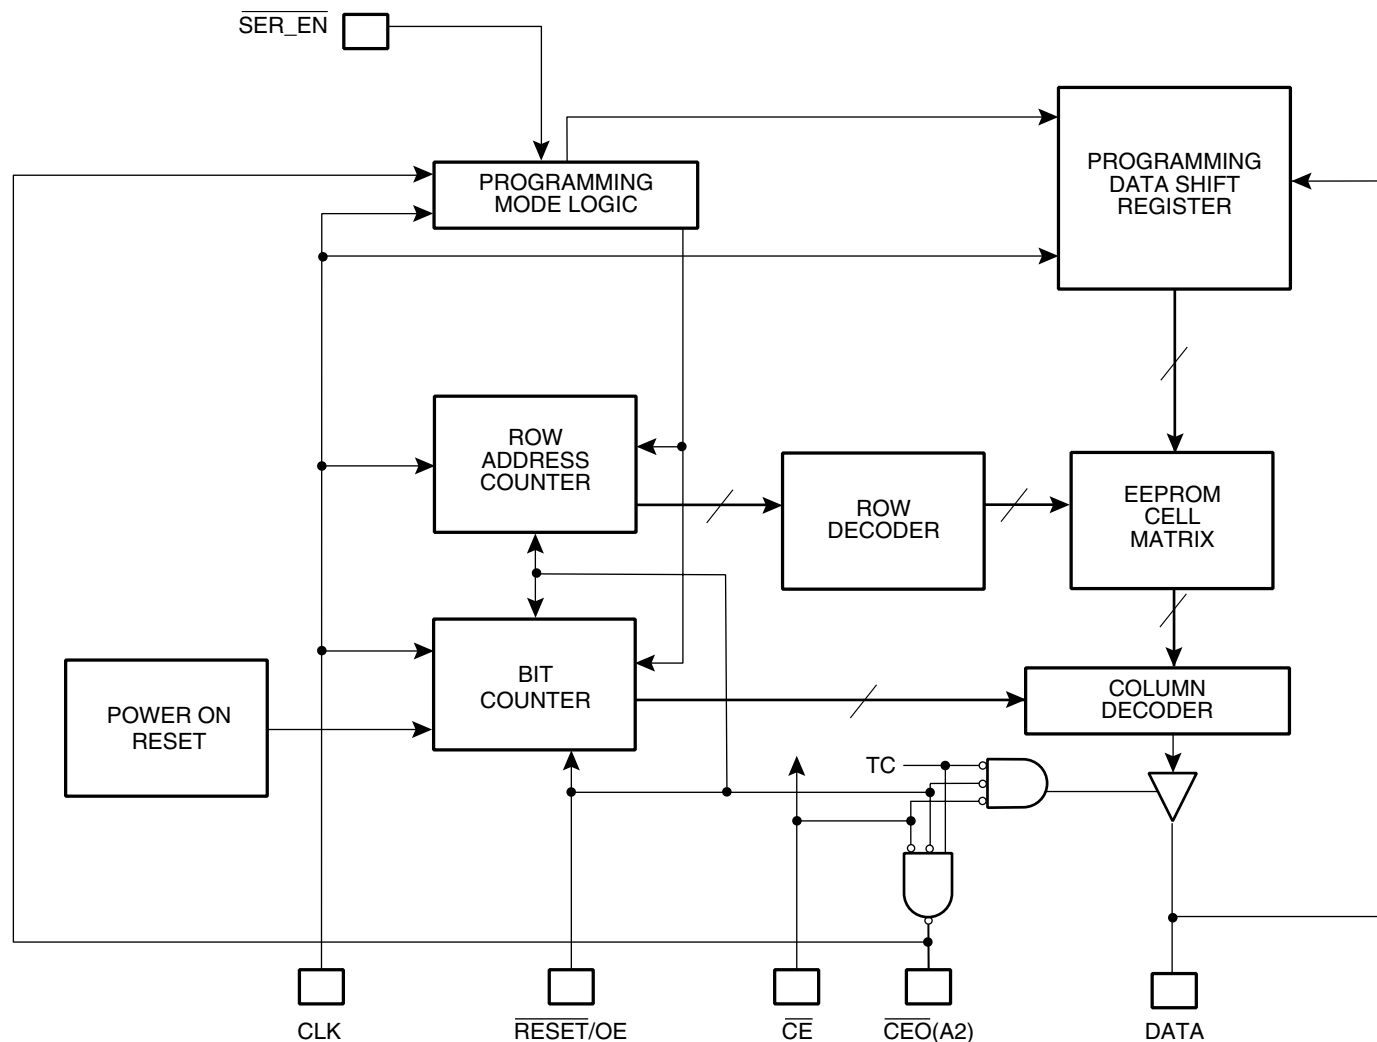 SER_EN
PROGRAMMING
MODE LOGIC
PROGRAMMING
DATA SHIFT
REGISTER
ROW
ADDRESS
COUNTER
ROW
DECODER
EEPROM
CELL
MATRIX
POWER ON
RESET
BIT
COUNTER
COLUMN
DECODER
TC
CLK
RESET/OE
CE
CEO(A2)
DATA